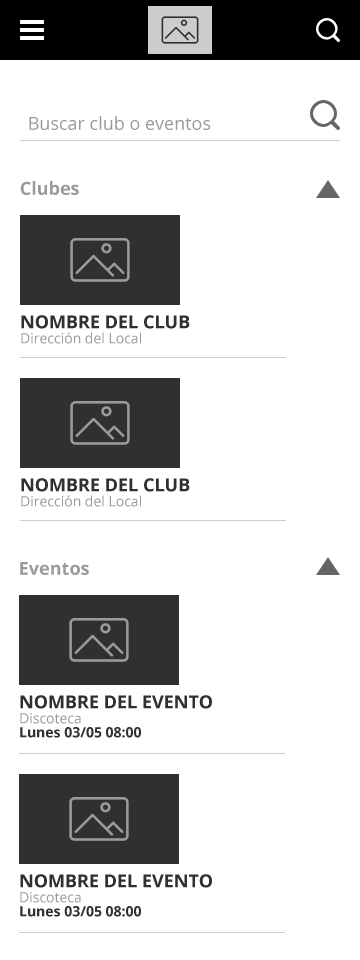 Buscar club o eventos
Clubes
NOMBRE DEL CLUB
Dirección del Local
NOMBRE DEL CLUB
Dirección del Local
Eventos
NOMBRE DEL EVENTO
Discoteca
Lunes 03/05 08:00
NOMBRE DEL EVENTO
Discoteca
Lunes 03/05 08:00